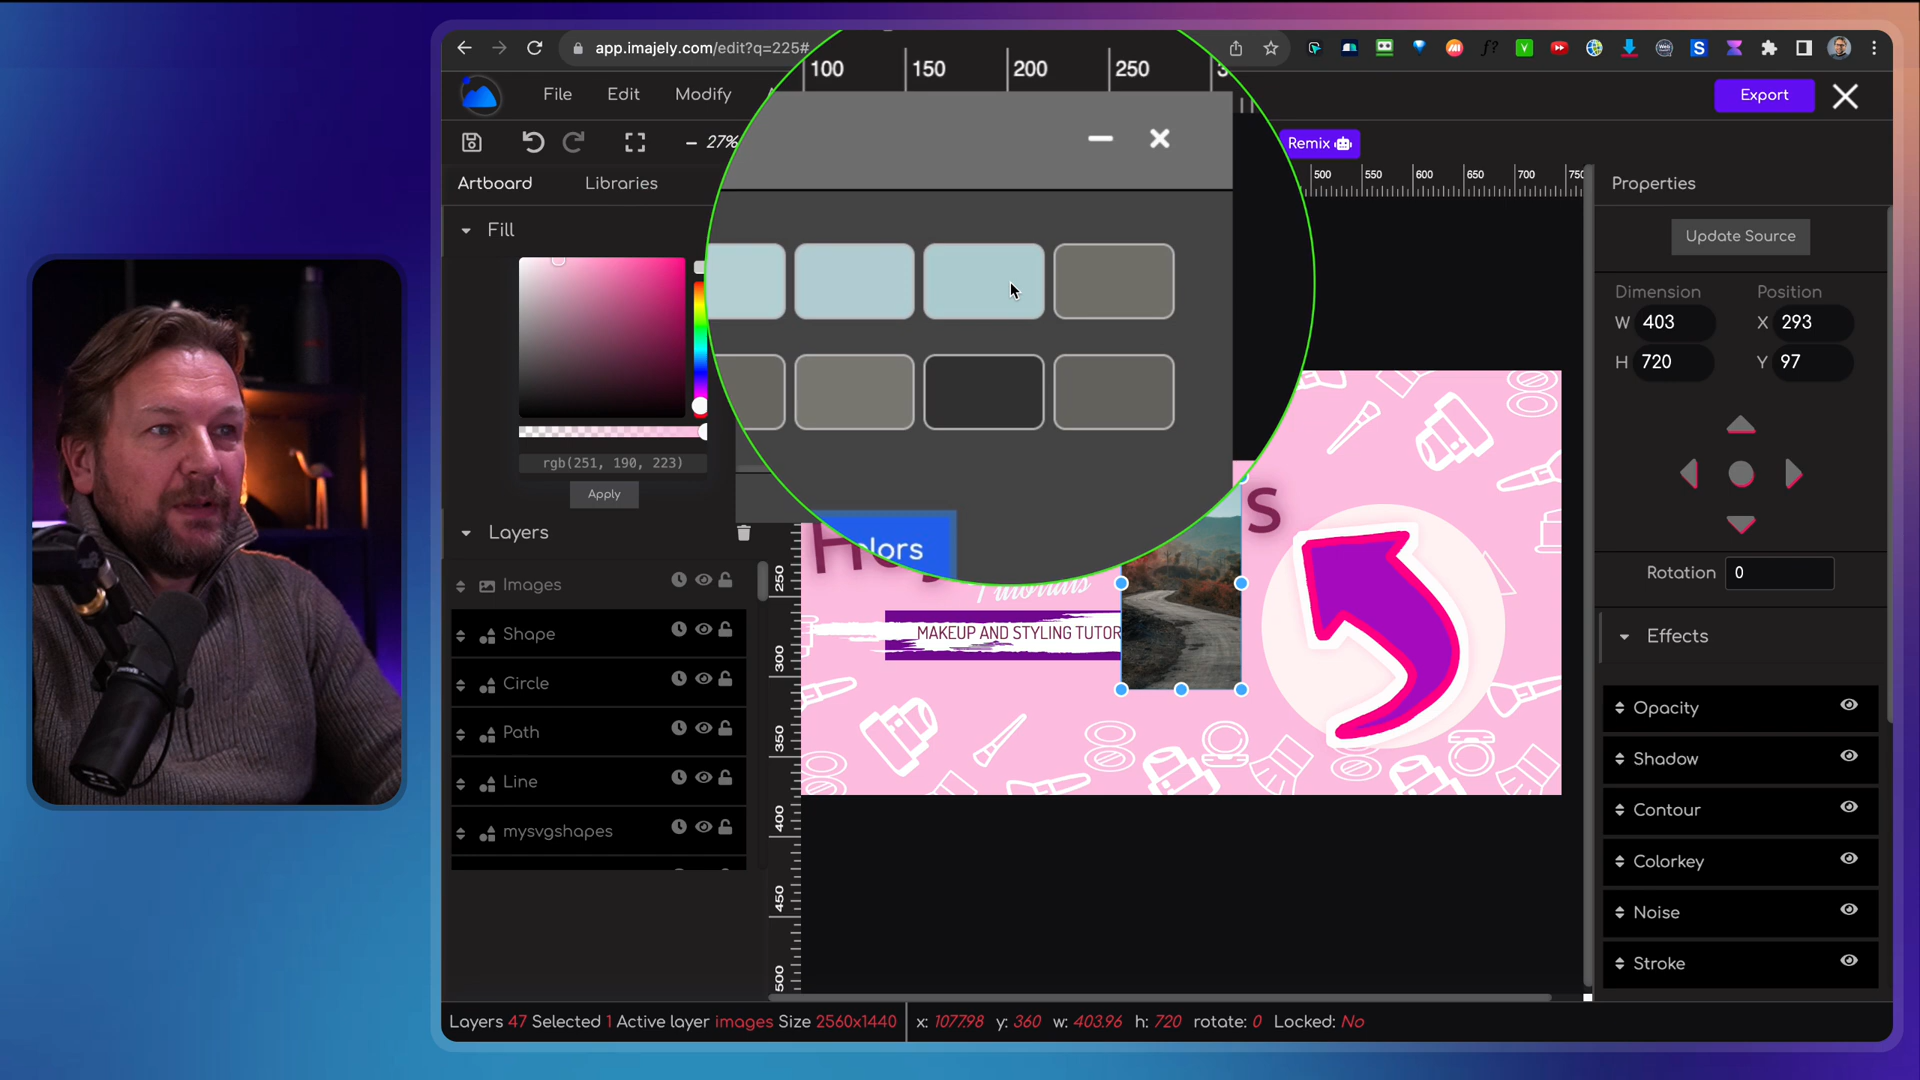 app.imajely.com/edit?q=225#
File
Edit
Modify
Export
27%
Remix
100
150
200
250
500
550
600
650
700
750
Artboard
Libraries
Properties
Fill
Update Source
Dimension
Position
W 403
X 293
H 720
Y 97
rgb(251, 190, 223)
Apply
Layers
olors
S
Tutorials
MAKEUP AND STYLING TUTOR
Images
Shape
Circle
Path
Line
mysvgshapes
250
300
350
400
450
500
Rotation
0
Effects
Opacity
Shadow
Contour
Colorkey
Noise
Stroke
Layers 47 Selected 1 Active layer images Size 2560x1440
x: 1077.98 y: 360 w: 403.96 h: 720 rotate: 0 Locked: No